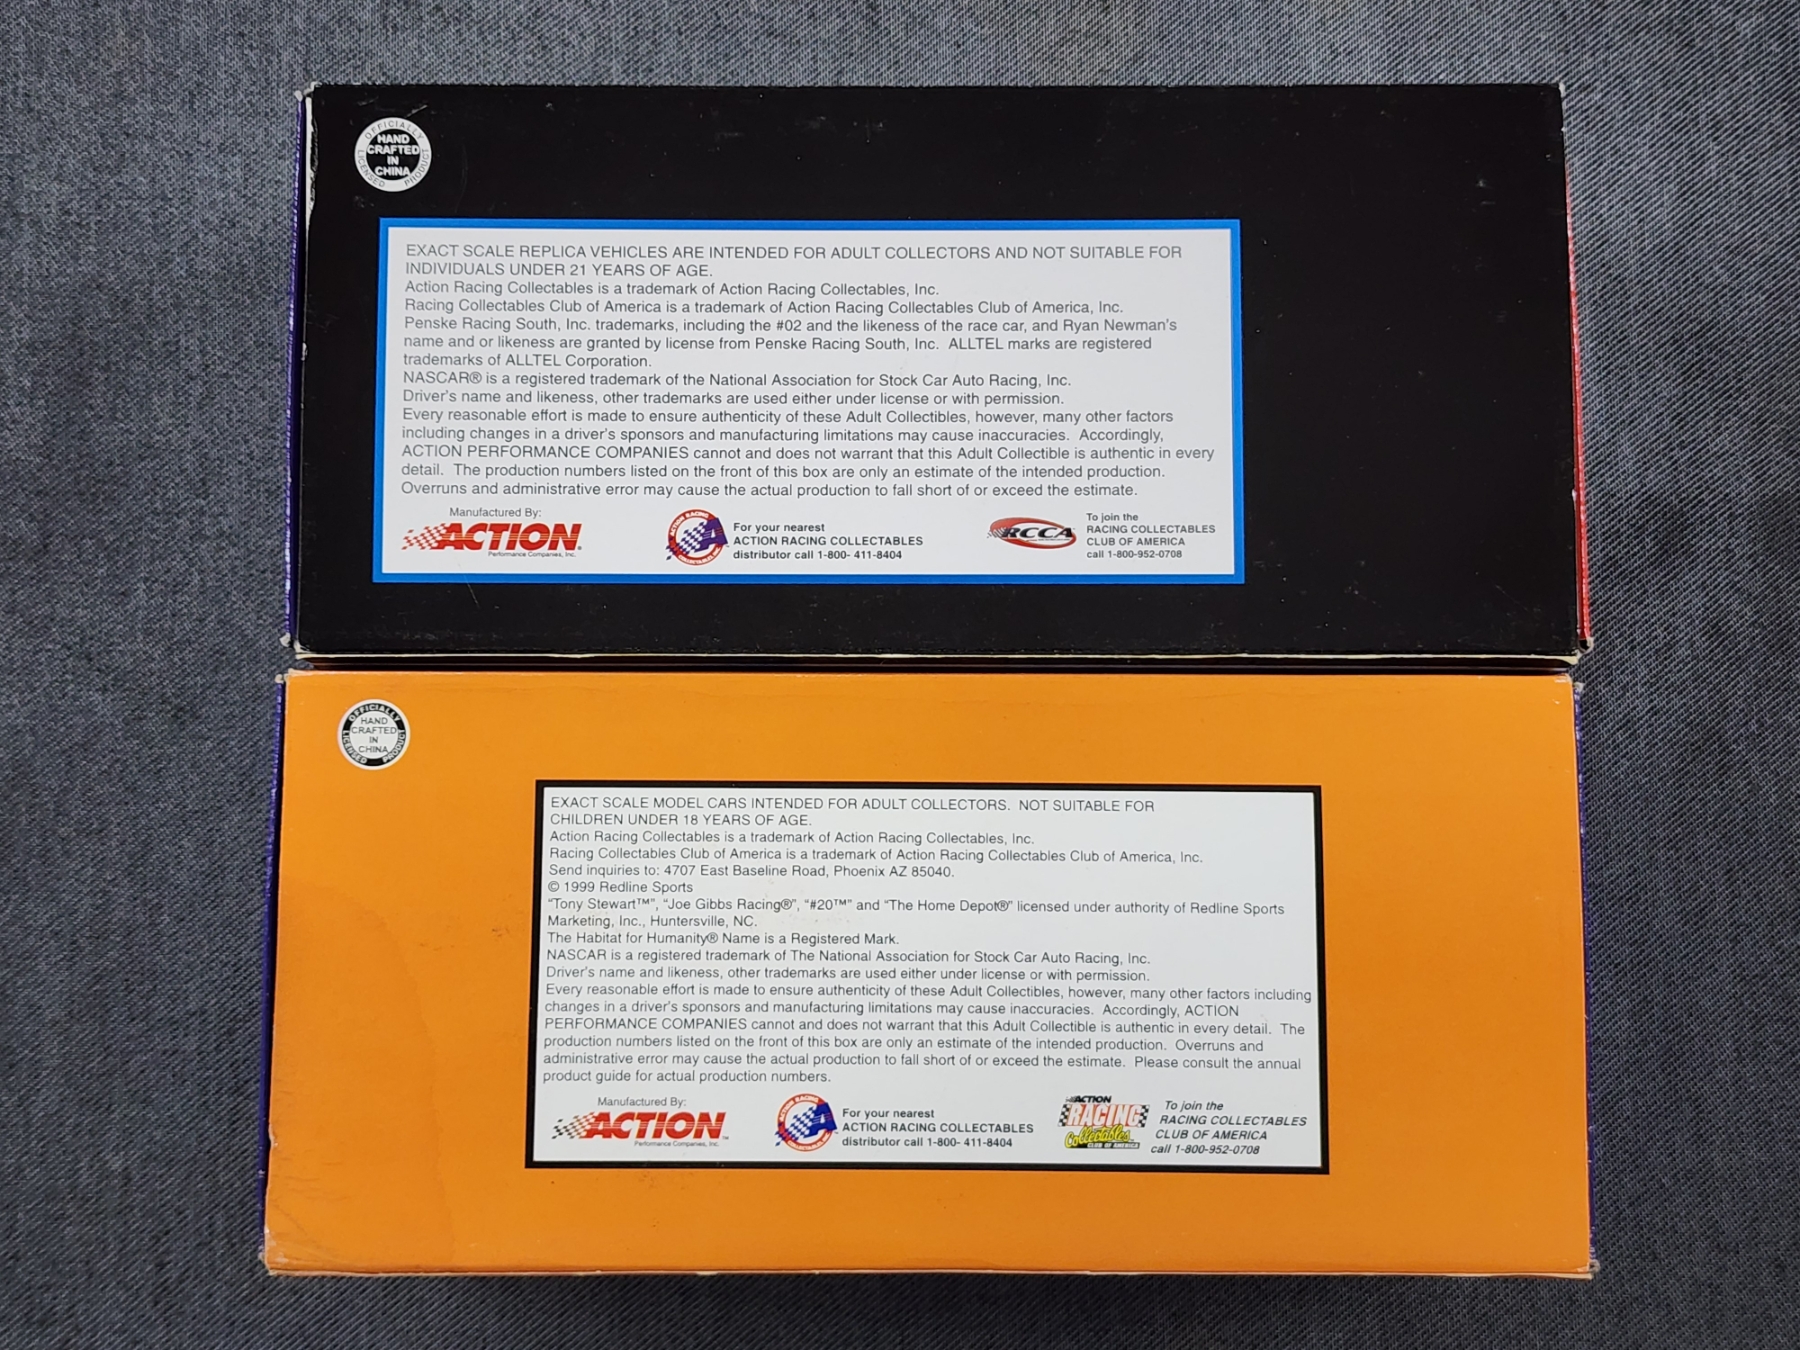 OFFICIALLY LICENSED PRODUCT
HAND
CRAFTED
IN
CHINA
EXACT SCALE REPLICA VEHICLES ARE INTENDED FOR ADULT COLLECTORS AND NOT SUITABLE FOR
INDIVIDUALS UNDER 21 YEARS OF AGE.
Action Racing Collectables is a trademark of Action Racing Collectables, Inc.
Racing Collectables Club of America is a trademark of Action Racing Collectables Club of America, Inc.
Penske Racing South, Inc. trademarks, including the #02 and the likeness of the race car, and Ryan Newman's
name and or likeness are granted by license from Penske Racing South, Inc. ALLTEL marks are registered
trademarks of ALLTEL Corporation.
NASCAR® is a registered trademark of the National Association for Stock Car Auto Racing, Inc.
Driver's name and likeness, other trademarks are used either under license or with permission.
Every reasonable effort is made to ensure authenticity of these Adult Collectibles, however, many other factors
including changes in a driver's sponsors and manufacturing limitations may cause inaccuracies. Accordingly,
ACTION PERFORMANCE COMPANIES cannot and does not warrant that this Adult Collectible is authentic in every
detail. The production numbers listed on the front of this box are only an estimate of the intended production.
Overruns and administrative error may cause the actual production to fall short of or exceed the estimate.
Manufactured By:
ACTION
Performance Companies, Inc.
ACTION RACING COLLECTABLES
A
For your nearest
ACTION RACING COLLECTABLES
distributor call 1-800- 411-8404
RCCA
To join the
RACING COLLECTABLES
CLUB OF AMERICA
call 1-800-952-0708
OFFICIALLY LICENSED PRODUCT
HAND
CRAFTED
IN
CHINA
EXACT SCALE MODEL CARS INTENDED FOR ADULT COLLECTORS. NOT SUITABLE FOR
CHILDREN UNDER 18 YEARS OF AGE.
Action Racing Collectables is a trademark of Action Racing Collectables, Inc.
Racing Collectables Club of America is a trademark of Action Racing Collectables Club of America, Inc.
Send inquiries to: 4707 East Baseline Road, Phoenix AZ 85040.
© 1999 Redline Sports
"Tony Stewart™", "Joe Gibbs Racing®", "#20™" and "The Home Depot®" licensed under authority of Redline Sports
Marketing, Inc., Huntersville, NC.
The Habitat for Humanity® Name is a Registered Mark.
NASCAR is a registered trademark of The National Association for Stock Car Auto Racing, Inc.
Driver's name and likeness, other trademarks are used either under license or with permission.
Every reasonable effort is made to ensure authenticity of these Adult Collectibles, however, many other factors including
changes in a driver's sponsors and manufacturing limitations may cause inaccuracies. Accordingly, ACTION
PERFORMANCE COMPANIES cannot and does not warrant that this Adult Collectible is authentic in every detail. The
production numbers listed on the front of this box are only an estimate of the intended production. Overruns and
administrative error may cause the actual production to fall short of or exceed the estimate. Please consult the annual
product guide for actual production numbers.
Manufactured By:
ACTION™
Performance Companies, Inc.
ACTION RACING
A
For your nearest
ACTION RACING COLLECTABLES
distributor call 1-800- 411-8404
ACTION
RACING
Collectables
CLUB OF AMERICA
To join the
RACING COLLECTABLES
CLUB OF AMERICA
call 1-800-952-0708